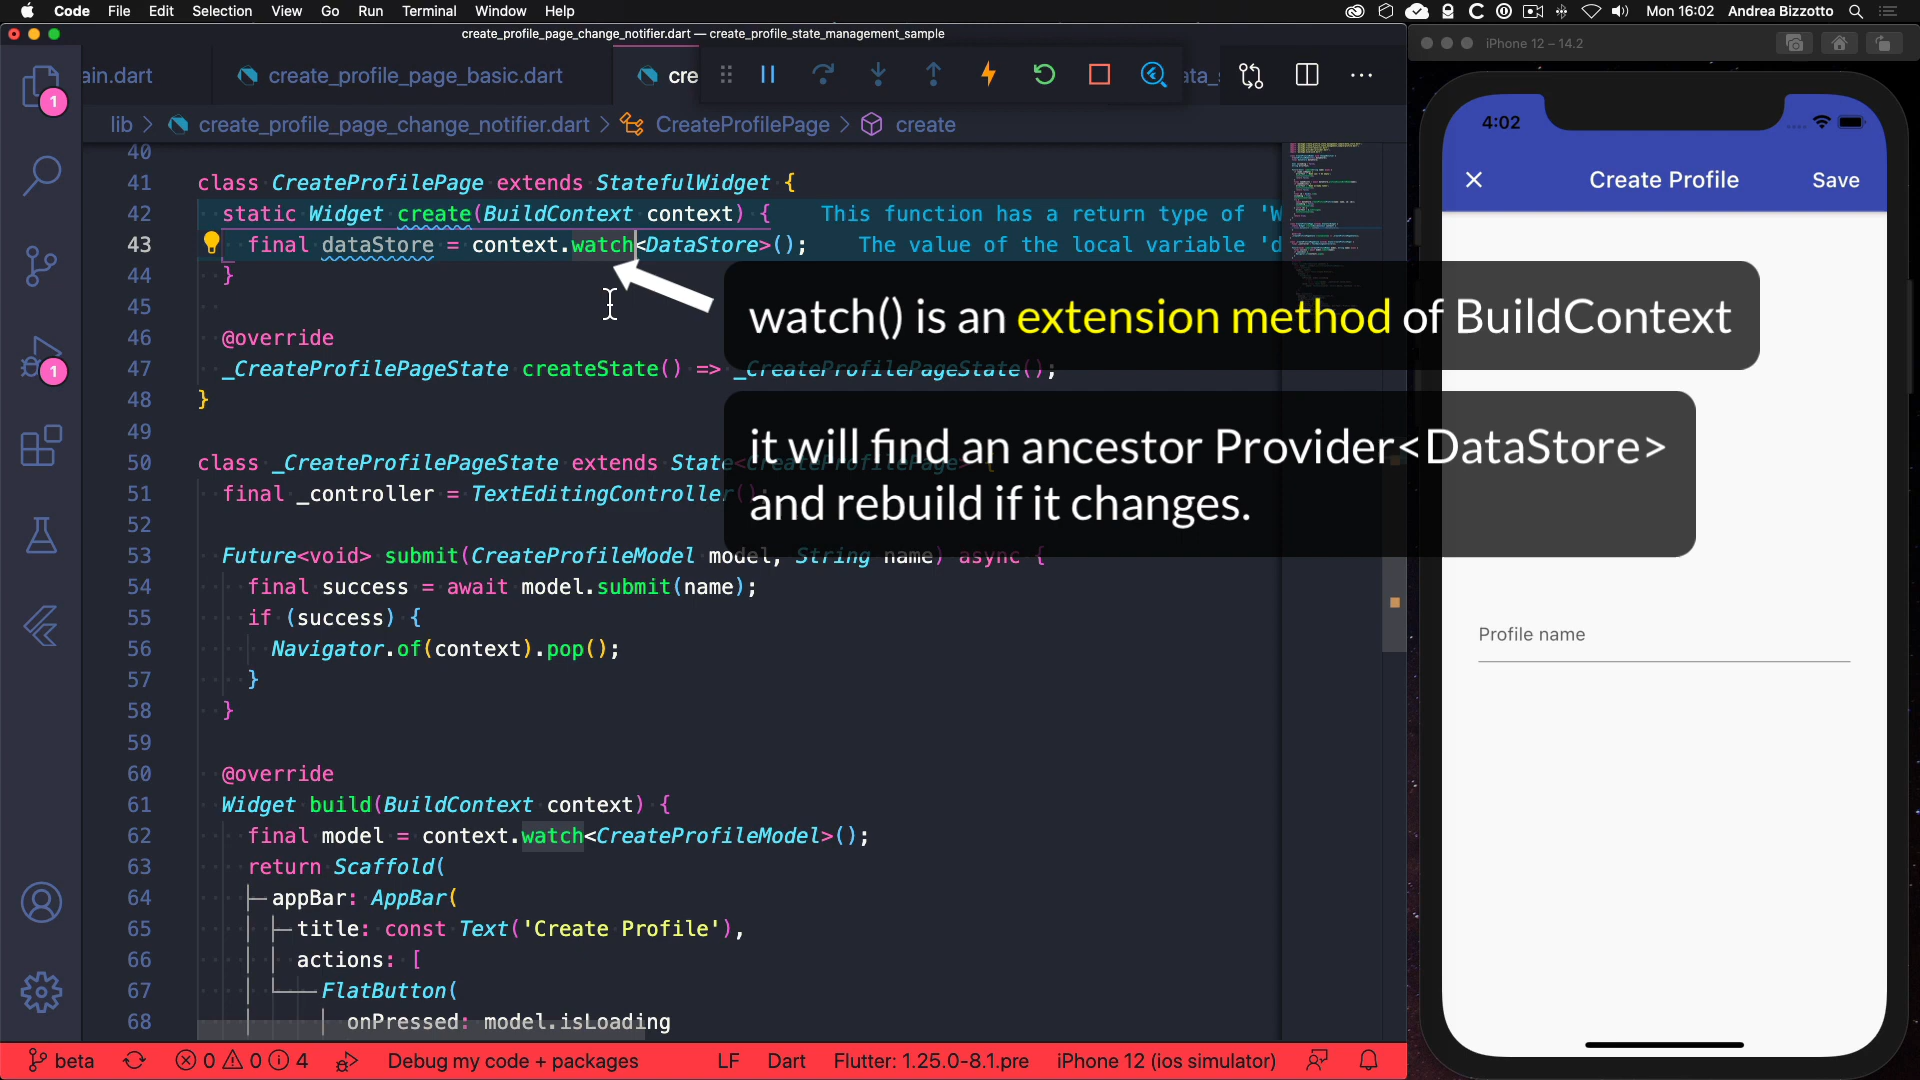 Code File Edit Selection View Go Run Terminal Window Help Mon 16:02 Andrea Bizzotto
create_profile_page_change_notifier.dart — create_profile_state_management_sample
iPhone 12 – 14.2
ain.dart create_profile_page_basic.dart cre ata_s
lib > create_profile_page_change_notifier.dart > CreateProfilePage > create
40
41 class CreateProfilePage extends StatefulWidget {
42 static Widget create(BuildContext context) { This function has a return type of 'W
43 final dataStore = context.watch<DataStore>(); The value of the local variable 'd
44 }
45
46 @override
47 _CreateProfilePageState createState() => _CreateProfilePageState();
48 }
49
50 class _CreateProfilePageState extends State<CreateProfilePage> {
51 final _controller = TextEditingController();
52
53 Future<void> submit(CreateProfileModel model, String name) async {
54 final success = await model.submit(name);
55 if (success) {
56 Navigator.of(context).pop();
57 }
58 }
59
60 @override
61 Widget build(BuildContext context) {
62 final model = context.watch<CreateProfileModel>();
63 return Scaffold(
64 appBar: AppBar(
65 title: const Text('Create Profile'),
66 actions: [
67 FlatButton(
68 onPressed: model.isLoading
watch() is an extension method of BuildContext
it will find an ancestor Provider<DataStore>
and rebuild if it changes.
4:02
Create Profile
Save
Profile name
1
1
beta 0 0 4 Debug my code + packages LF Dart Flutter: 1.25.0-8.1.pre iPhone 12 (ios simulator)